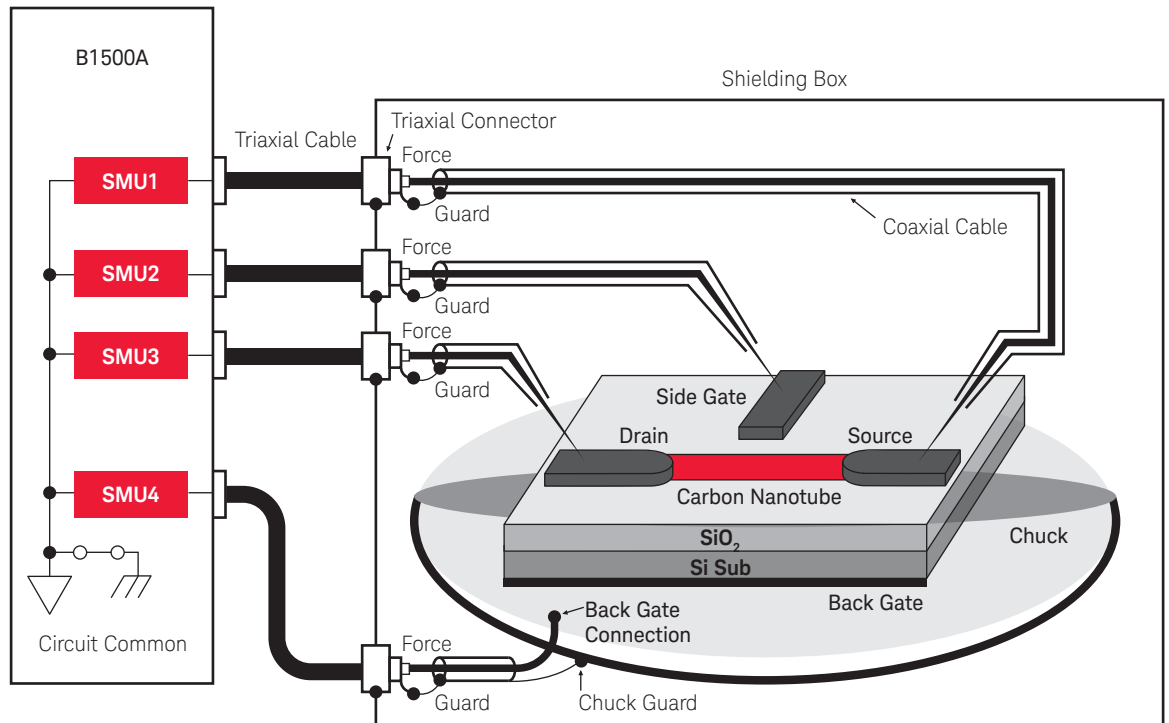 B1500A
Shielding Box
Triaxial Cable
Triaxial Connector
SMU1
Force
Guard
Coaxial Cable
SMU2
Force
Guard
SMU3
Force
Guard
Side Gate
Drain
Source
Carbon Nanotube
SMU4
SiO₂
Chuck
Si Sub
Back Gate
Back Gate
Connection
Circuit Common
Force
Guard
Chuck Guard